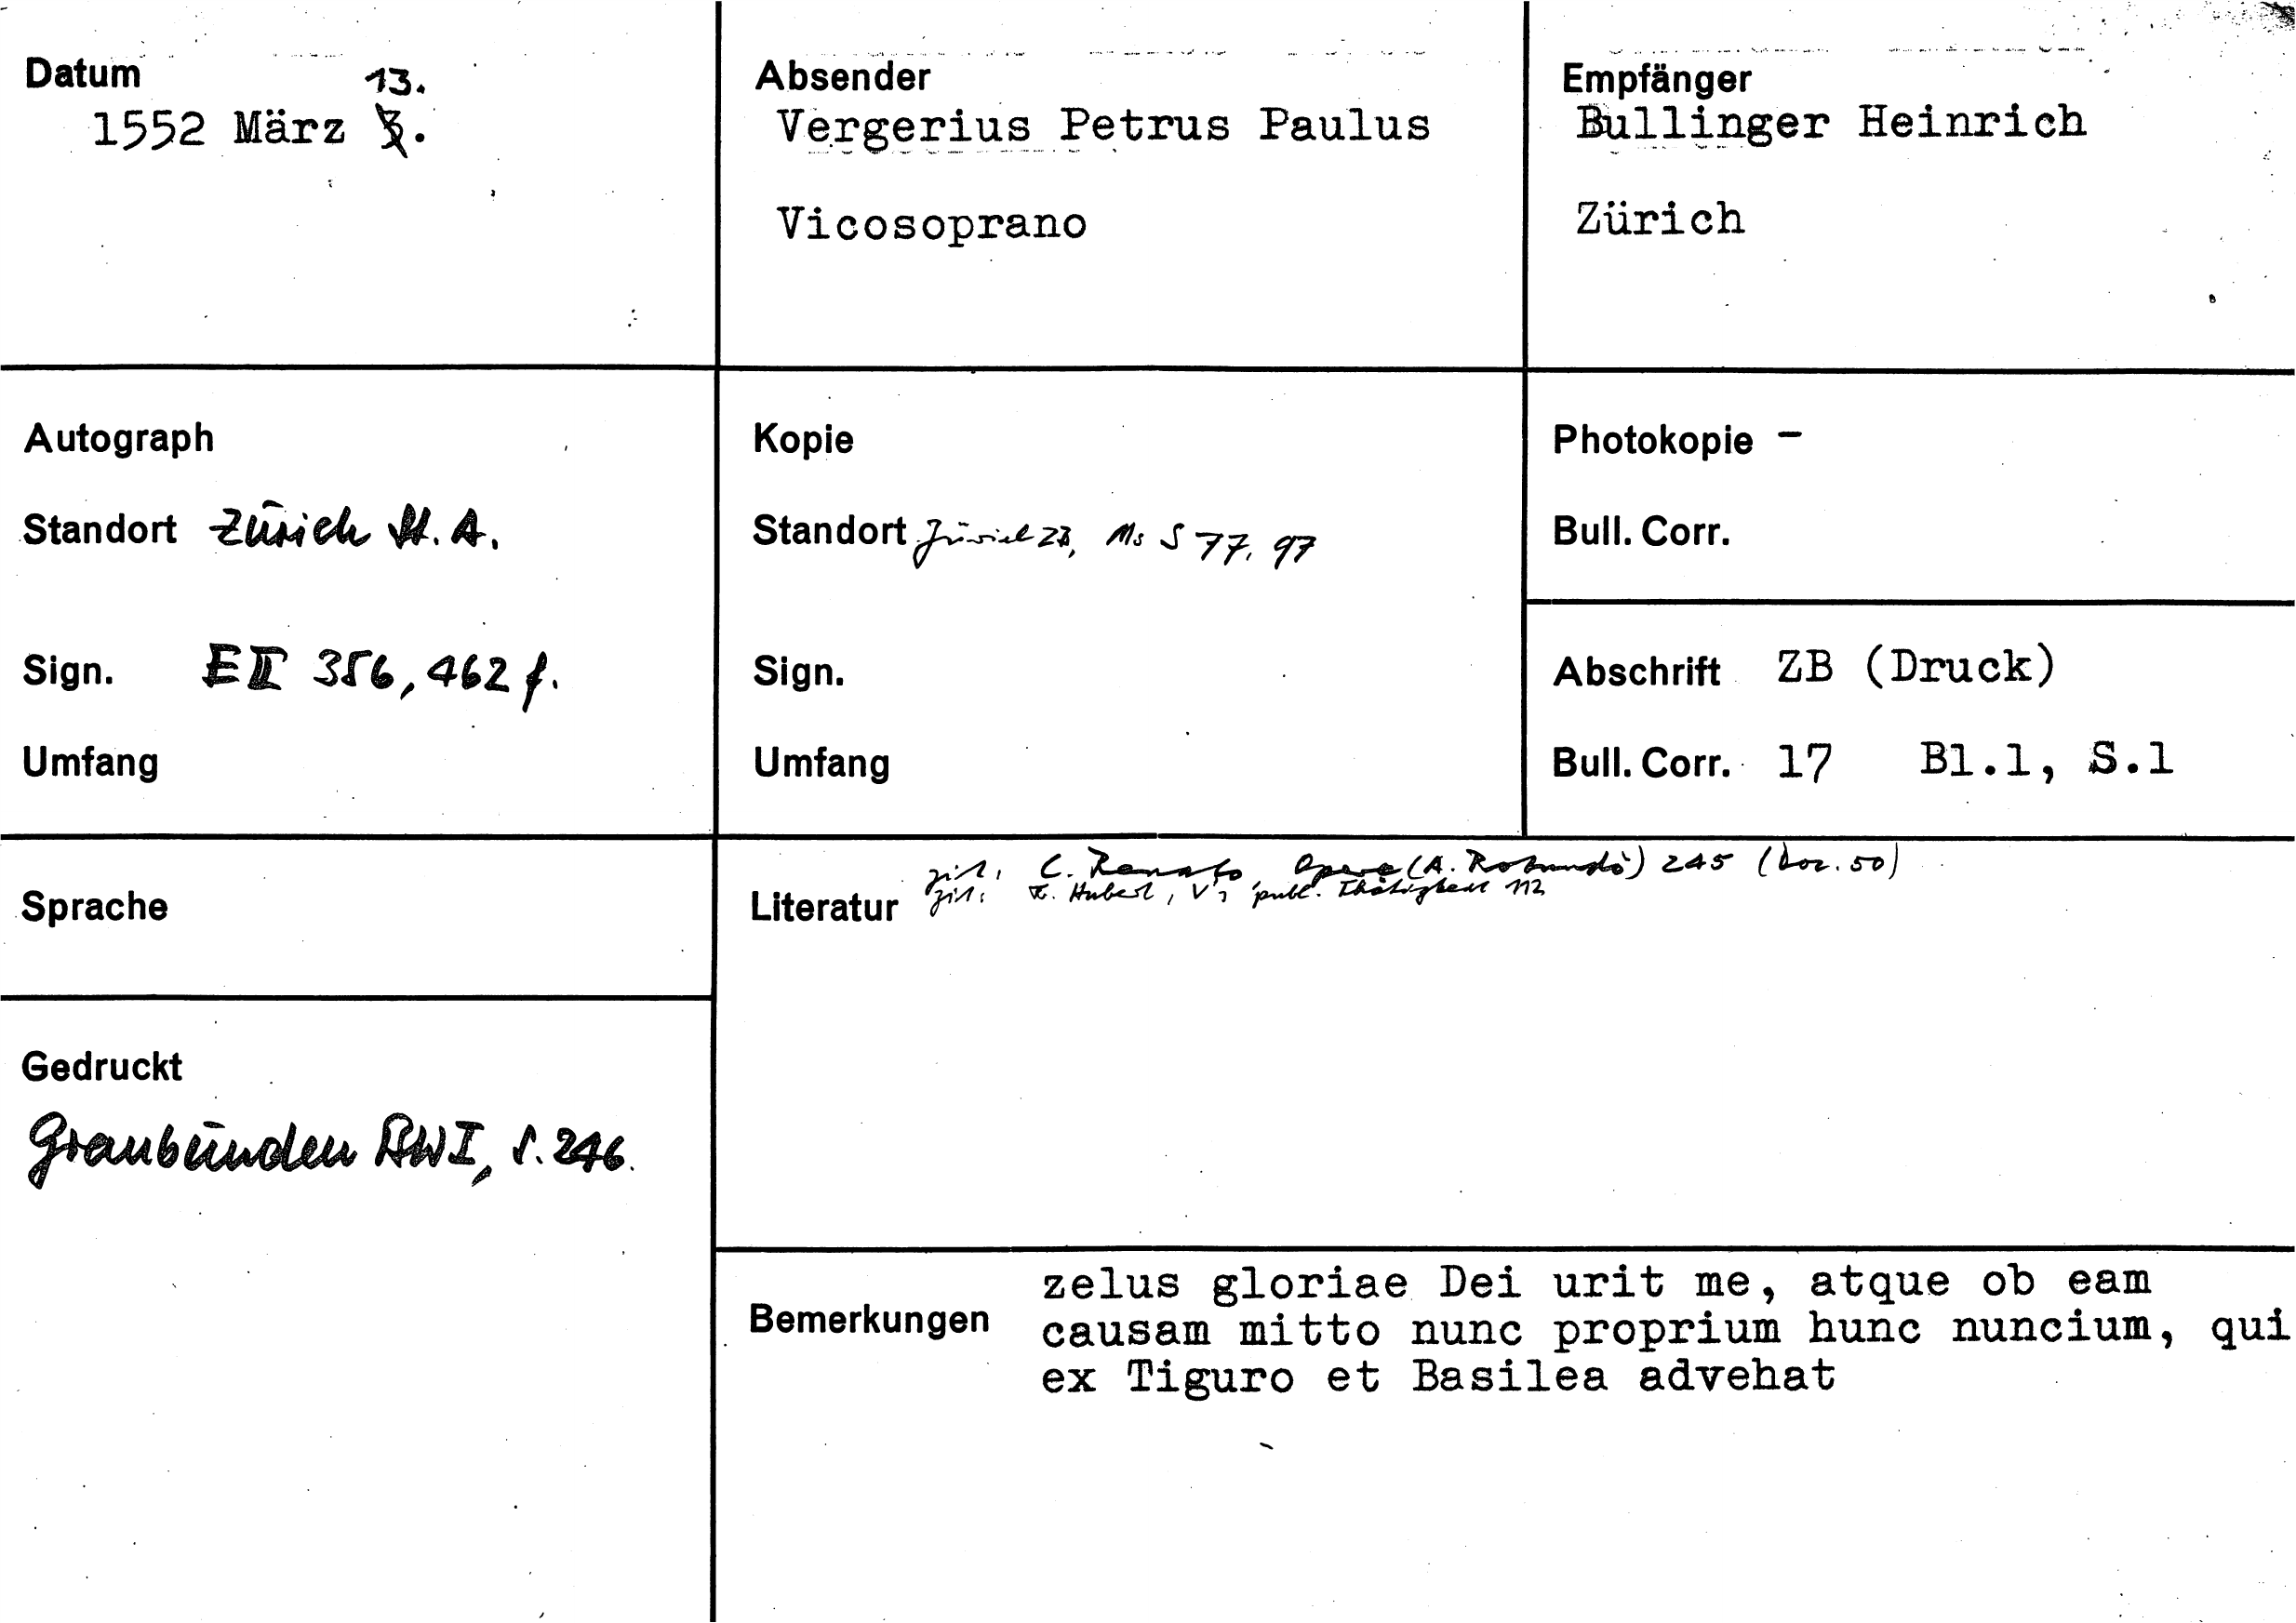 Datum
13.
1552 März 3.
Absender
Vergerius Petrus Paulus
Vicosoprano
Empfänger
Bullinger Heinrich
Zürich
Autograph
Standort Zürich St. A.
Sign. E II 356, 462 f.
Umfang
Kopie
Standort Zürich ZB, Ms S 77, 97
Sign.
Umfang
Photokopie –
Bull. Corr.
Abschrift ZB (Druck)
Bull. Corr. 17 Bl.1, S.1
Sprache
Gedruckt
Graubünden BW I, S. 246.
Literatur
zit.: C. Renato, Opere (A. Rotondò) 245 (Doc. 50)
zit.: F. Hubert, V's publ. Thätigkeit 112
Bemerkungen
zelus gloriae Dei urit me, atque ob eam
causam mitto nunc proprium hunc nuncium, qui
ex Tiguro et Basilea advehat